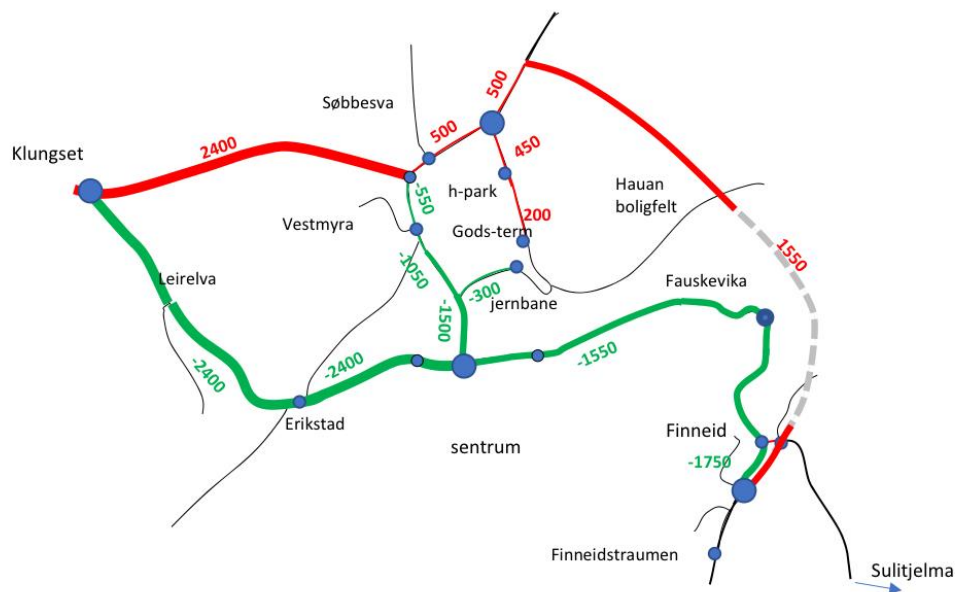 Søbbesva
500
500
Klungset
2400
450
h-park
-550
Hauan
boligfelt
200
Vestmyra
Gods-term
-1050
1550
Leirelva
-300
jernbane
Fauskevika
-1500
-2400
-2400
-1550
Erikstad
Finneid
sentrum
-1750
Finneidstraumen
Sulitjelma